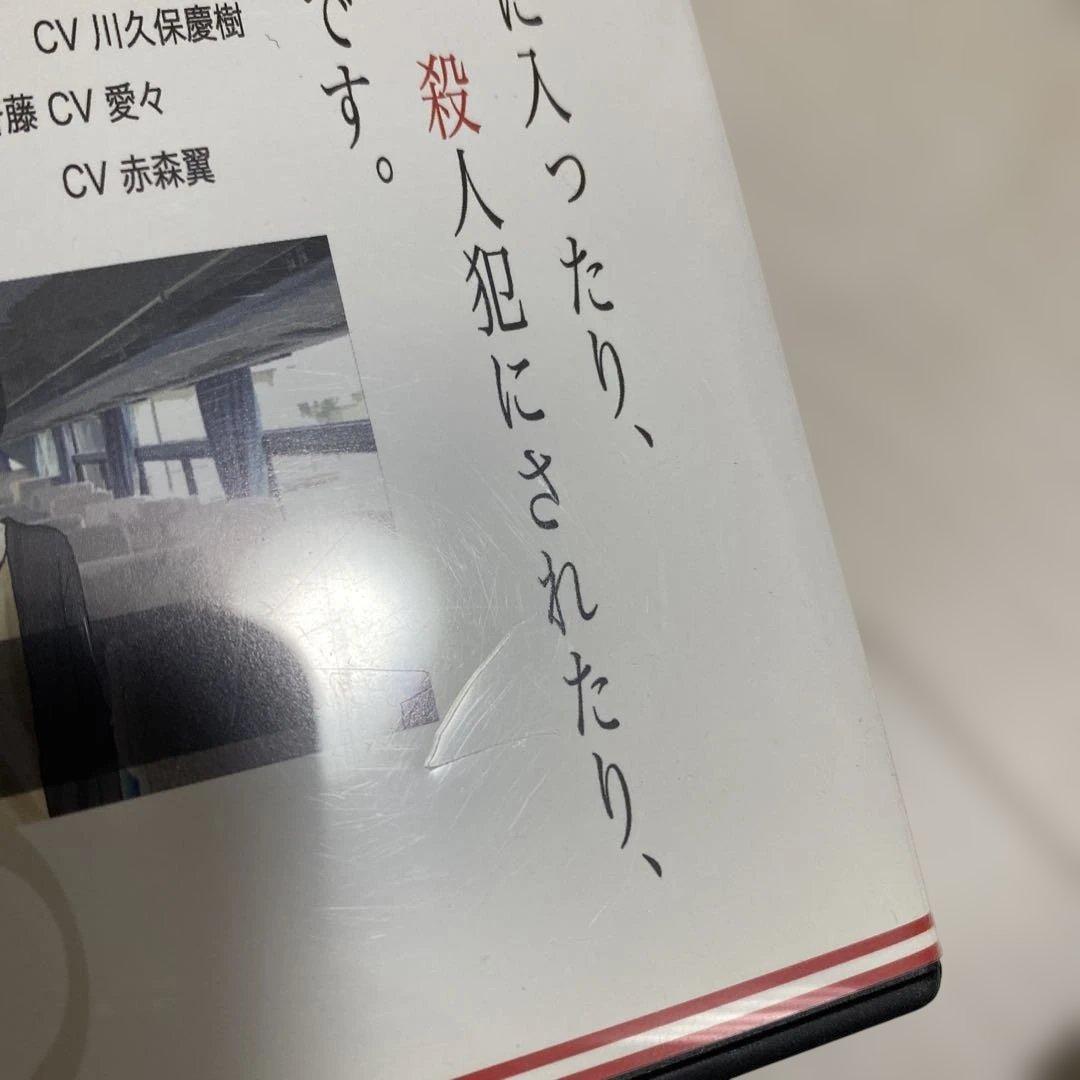 CV 川久保慶樹
藤 CV 愛々
CV 赤森翼
に入ったり、
殺人犯にされたり、
です。